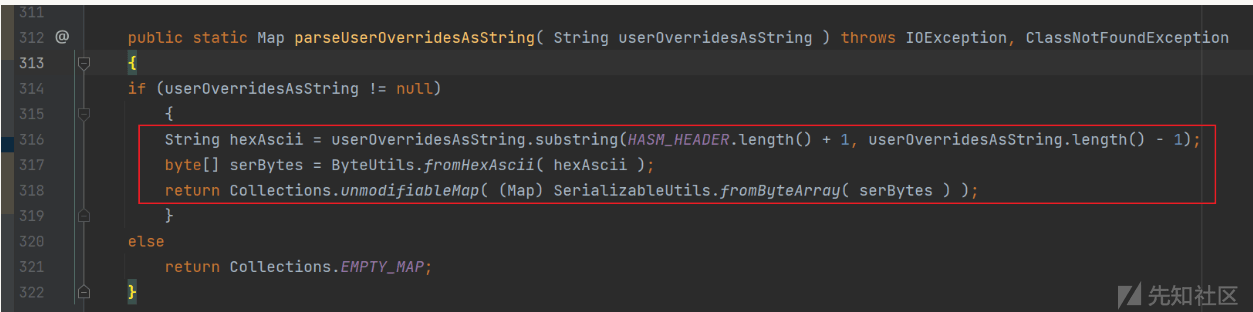 311
312 @ public static Map parseUserOverridesAsString( String userOverridesAsString ) throws IOException, ClassNotFoundException
313 {
314 if (userOverridesAsString != null)
315 {
316 String hexAscii = userOverridesAsString.substring(HASM_HEADER.length() + 1, userOverridesAsString.length() - 1);
317 byte[] serBytes = ByteUtils.fromHexAscii( hexAscii );
318 return Collections.unmodifiableMap( (Map) SerializableUtils.fromByteArray( serBytes ) );
319 }
320 else
321 return Collections.EMPTY_MAP;
322 }
先知社区